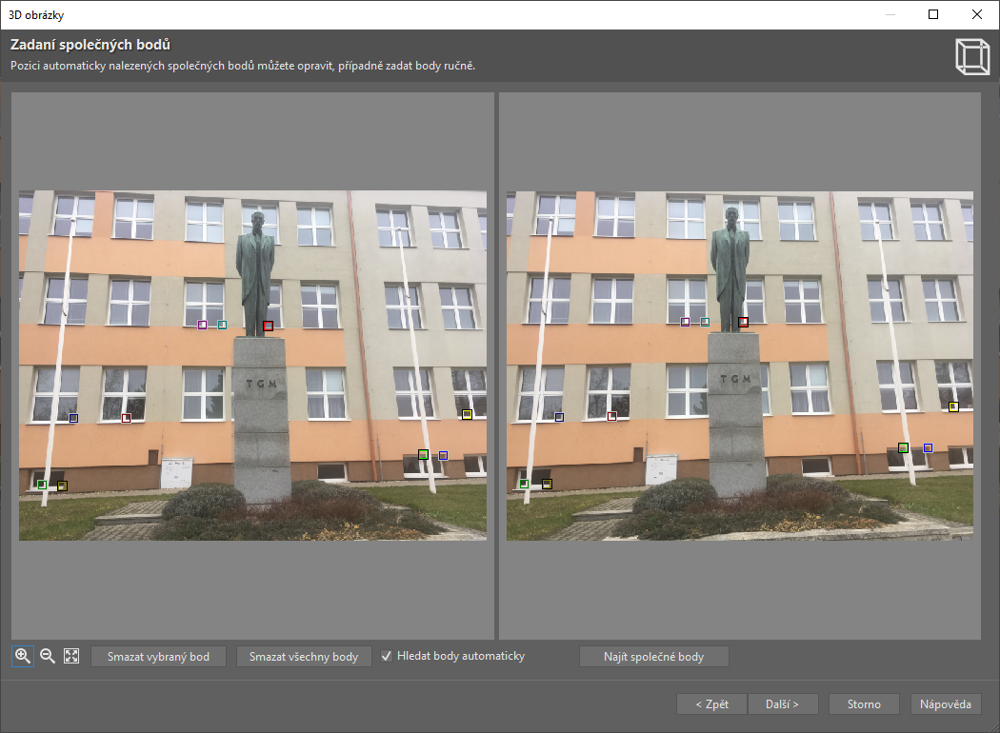 3D obrázky
Zadaní společných bodů
Pozici automaticky nalezených společných bodů můžete opravit, případně zadat body ručné.
TGM TGM
Smazat vybraný bod Smazat všechny body Hledat body automaticky Najít společné body
< Zpět Další > Storno Nápověda